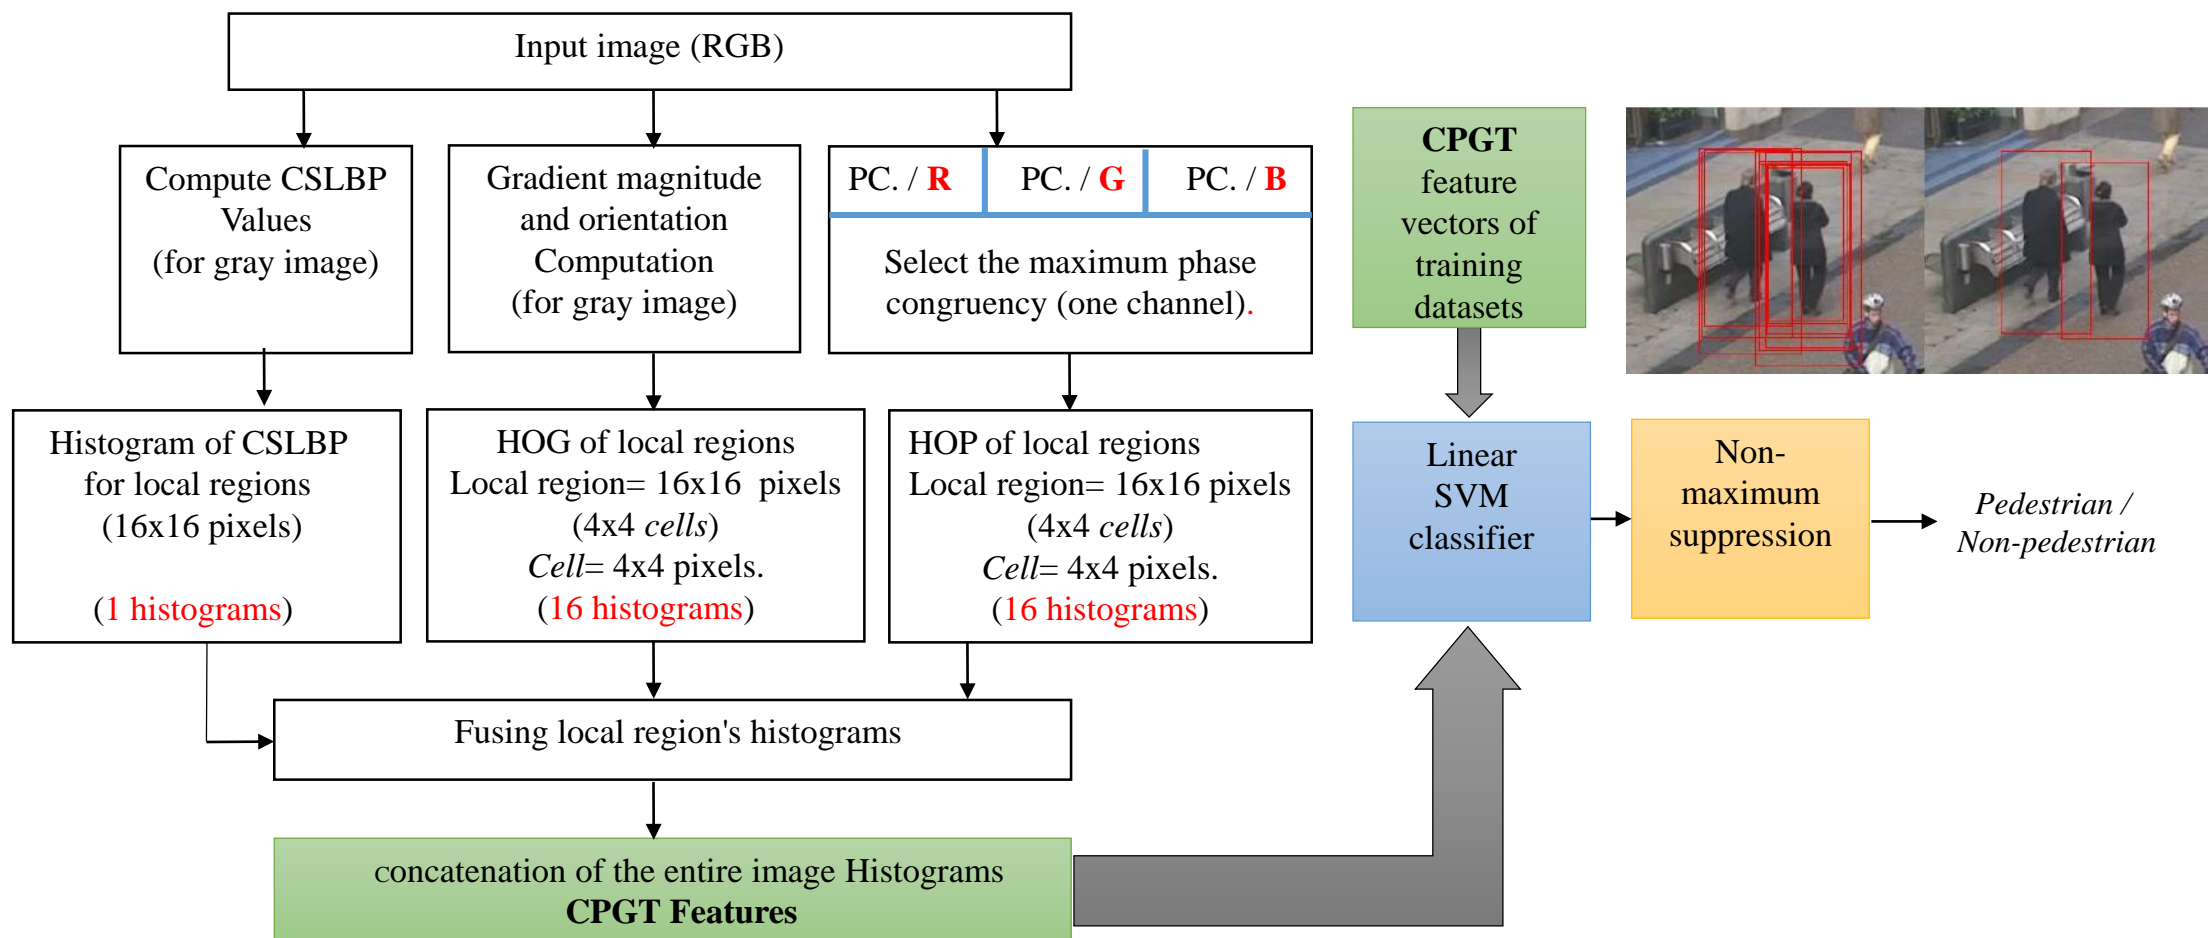 Input image (RGB)
Compute CSLBP
Values
(for gray image)
Gradient magnitude
and orientation
Computation
(for gray image)
PC. / R
PC. / G
PC. / B
Select the maximum phase
congruency (one channel).
Histogram of CSLBP
for local regions
(16x16 pixels)
(1 histograms)
HOG of local regions
Local region= 16x16 pixels
(4x4 cells)
Cell= 4x4 pixels.
(16 histograms)
HOP of local regions
Local region= 16x16 pixels
(4x4 cells)
Cell= 4x4 pixels.
(16 histograms)
Fusing local region's histograms
concatenation of the entire image Histograms
CPGT Features
CPGT
feature
vectors of
training
datasets
Linear
SVM
classifier
Non-
maximum
suppression
Pedestrian /
Non-pedestrian